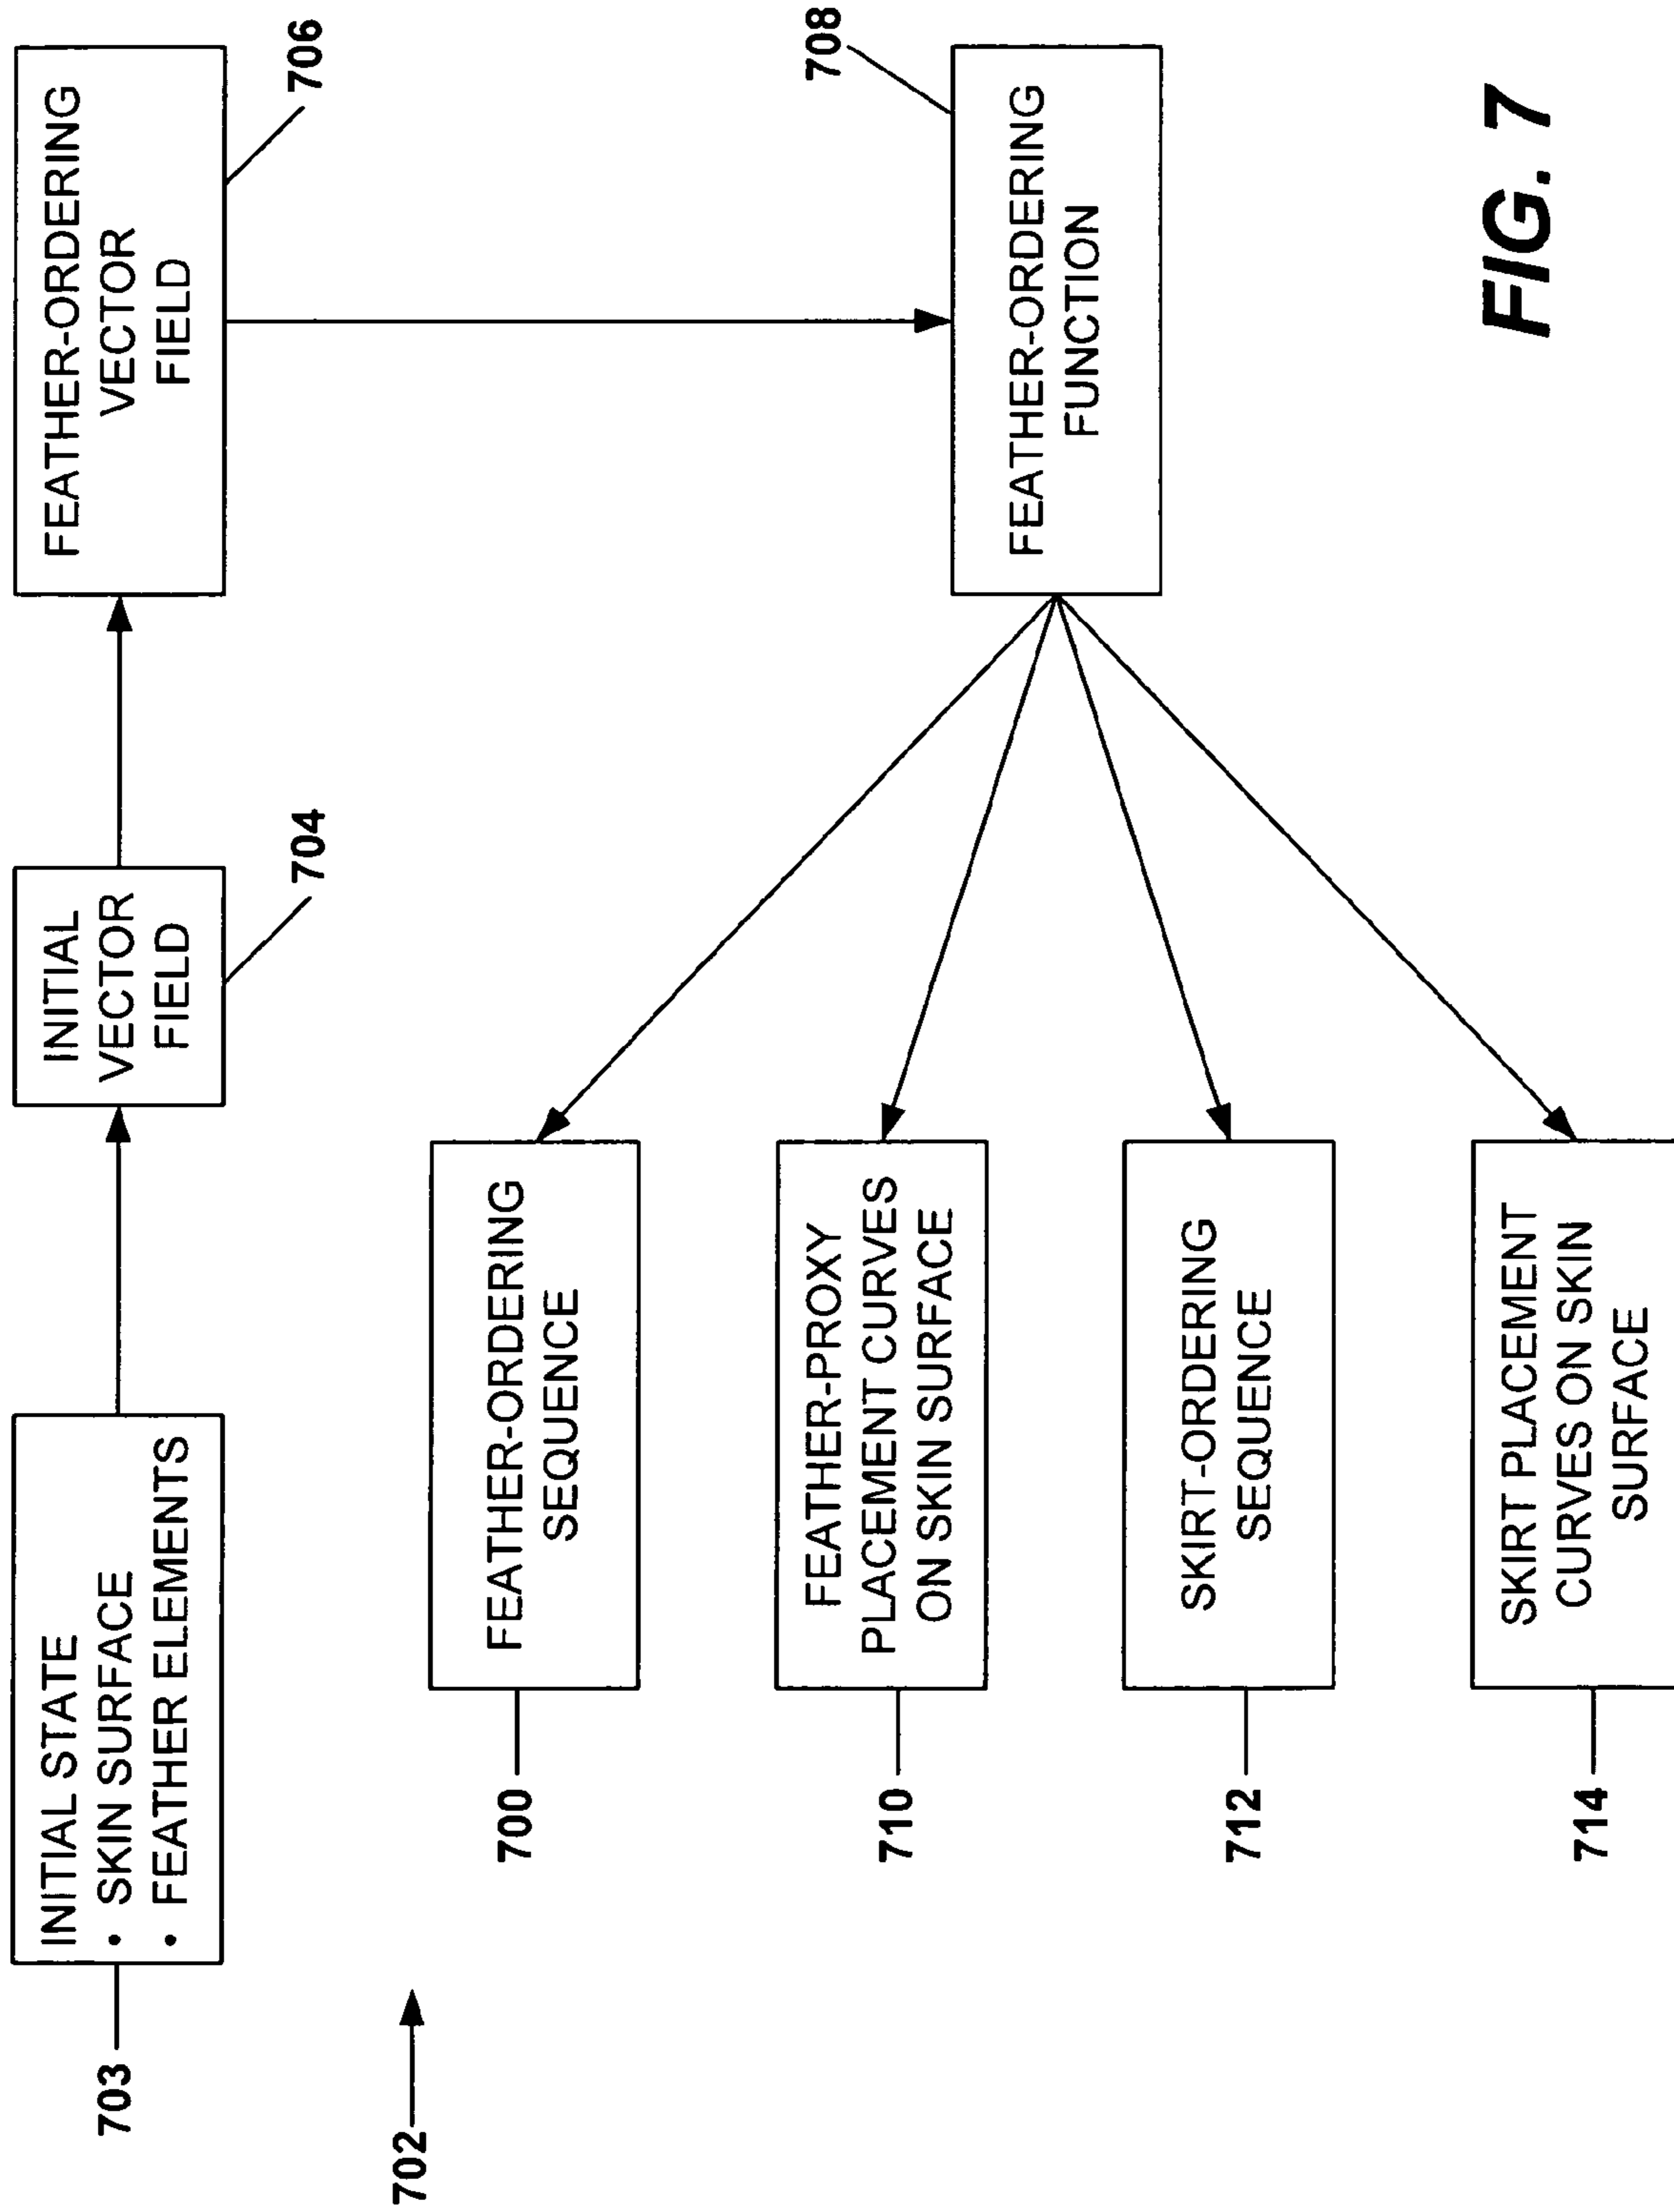 703
INITIAL STATE
• SKIN SURFACE
• FEATHER ELEMENTS
INITIAL
VECTOR
FIELD
704
FEATHER-ORDERING
VECTOR
FIELD
706
702
700
FEATHER-ORDERING
SEQUENCE
710
FEATHER-PROXY
PLACEMENT CURVES
ON SKIN SURFACE
712
SKIRT-ORDERING
SEQUENCE
714
SKIRT PLACEMENT
CURVES ON SKIN
SURFACE
708
FEATHER-ORDERING
FUNCTION
FIG. 7